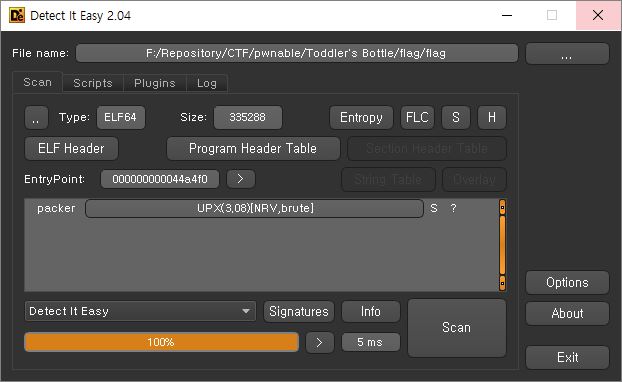 Detect It Easy 2.04
File name: F:/Repository/CTF/pwnable/Toddler's Bottle/flag/flag ...
Scan Scripts Plugins Log
.. Type: ELF64 Size: 335288 Entropy FLC S H
ELF Header Program Header Table Section Header Table
EntryPoint: 000000000044a4f0 > String Table Overlay
packer UPX(3,08)[NRV,brute] S ?
Options
Detect It Easy Signatures Info Scan About
100% > 5 ms
Exit